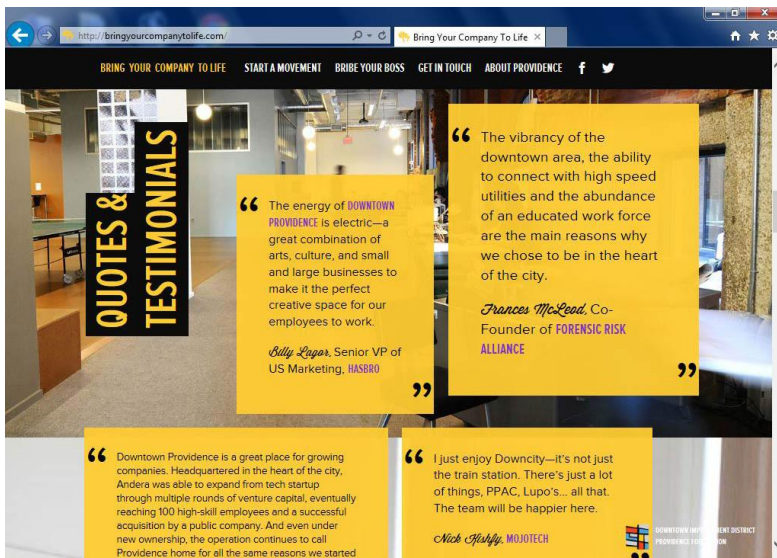 http://bringyourcompanytolife.com/
Bring Your Company To Life
BRING YOUR COMPANY TO LIFE START A MOVEMENT BRIBE YOUR BOSS GET IN TOUCH ABOUT PROVIDENCE
QUOTES &
TESTIMONIALS
“ The energy of DOWNTOWN
PROVIDENCE is electric—a
great combination of
arts, culture, and small
and large businesses to
make it the perfect
creative space for our
employees to work.
Billy Lagor, Senior VP of
US Marketing, HASBRO
”
“ The vibrancy of the
downtown area, the ability
to connect with high speed
utilities and the abundance
of an educated work force
are the main reasons why
we chose to be in the heart
of the city.
Frances McLeod, Co-
Founder of FORENSIC RISK
ALLIANCE
”
“ Downtown Providence is a great place for growing
companies. Headquartered in the heart of the city,
Andera was able to expand from tech startup
through multiple rounds of venture capital, eventually
reaching 100 high-skill employees and a successful
acquisition by a public company. And even under
new ownership, the operation continues to call
Providence home for all the same reasons we started
“ I just enjoy Downcity—it's not just
the train station. There's just a lot
of things, PPAC, Lupo's... all that.
The team will be happier here.
Nick Kishfy, MOJOTECH
”
DOWNTOWN IMPROVEMENT DISTRICT
PROVIDENCE FOUNDATION